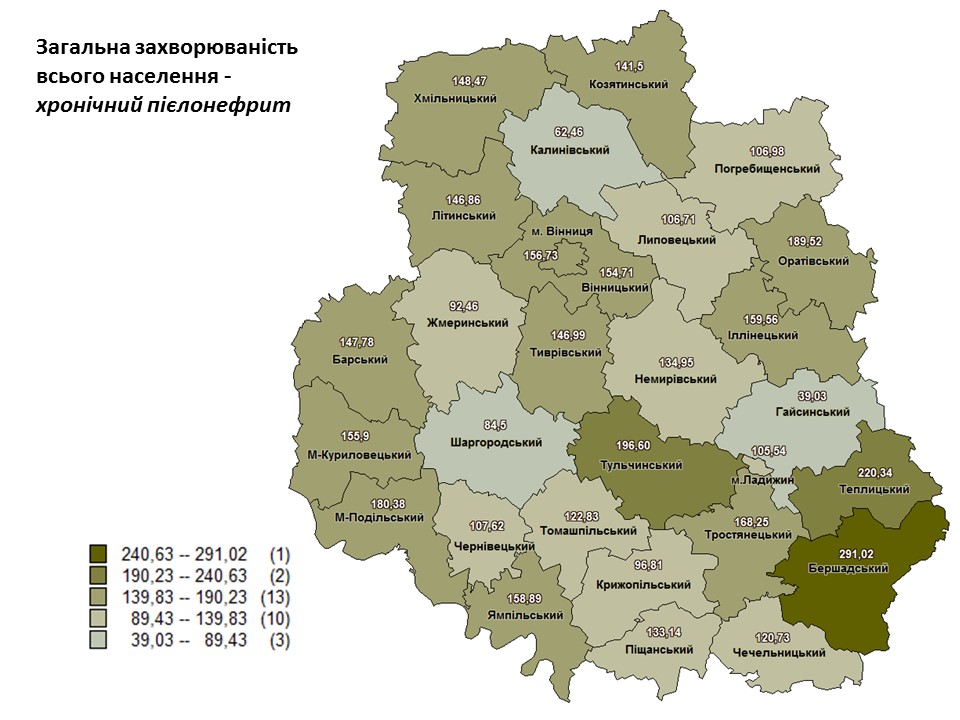 Загальна захворюваність
всього населення -
хронічний пієлонефрит
148,47
Хмільницький
141,5
Козятинський
62,46
Калинівський
106,98
Погребищенський
146,86
Літинський
м. Вінниця
156,73
154,71
Вінницький
106,71
Липовецький
189,52
Оратівський
92,46
Жмеринський
147,78
Барський
146,99
Тиврівський
159,56
Іллінецький
134,95
Немирівський
39,03
Гайсинський
84,5
Шаргородський
155,9
М-Куриловецький
196,60
Тульчинський
105,54
м.Ладижин
220,34
Теплицький
180,38
М-Подільський
107,62
Чернівецький
122,83
Томашпільський
168,25
Тростянецький
291,02
Бершадський
96,81
Крижопільський
158,89
Ямпільський
133,14
Піщанський
120,73
Чечельницький
240,63 -- 291,02 (1)
190,23 -- 240,63 (2)
139,83 -- 190,23 (13)
89,43 -- 139,83 (10)
39,03 -- 89,43 (3)